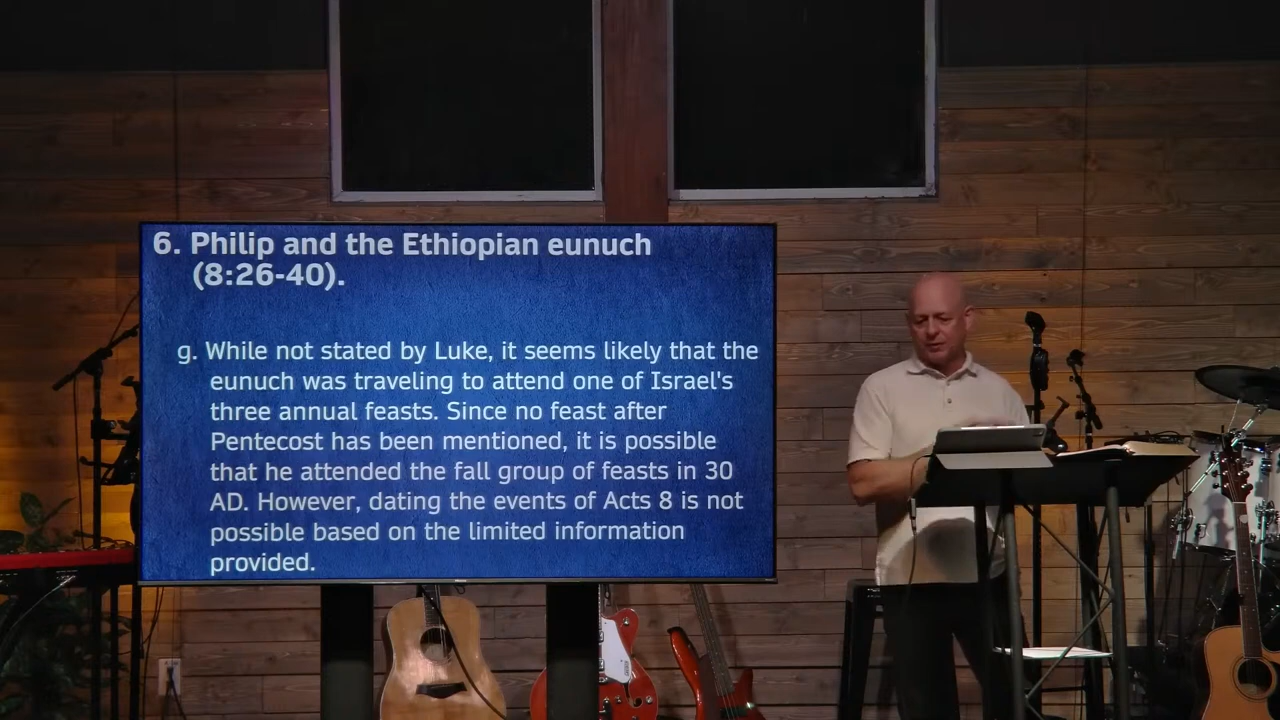 6. Philip and the Ethiopian eunuch
(8:26-40).
g. While not stated by Luke, it seems likely that the
eunuch was traveling to attend one of Israel's
three annual feasts. Since no feast after
Pentecost has been mentioned, it is possible
that he attended the fall group of feasts in 30
AD. However, dating the events of Acts 8 is not
possible based on the limited information
provided.